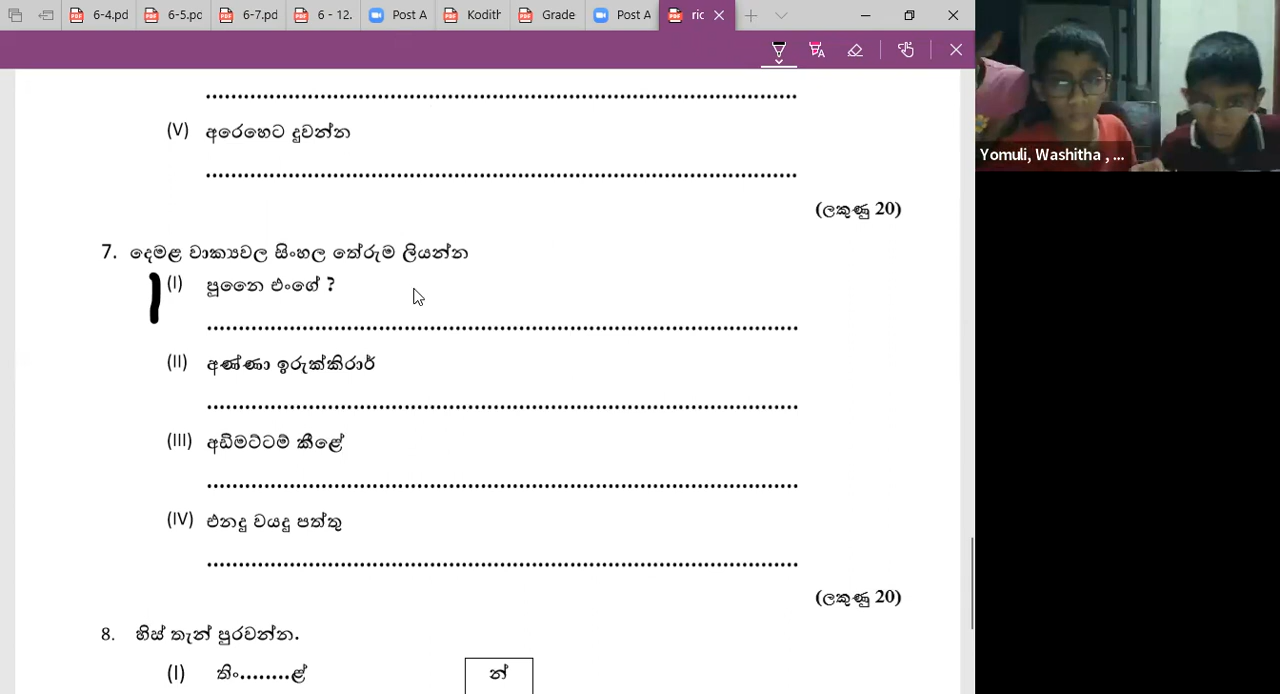 6-4.pd 6-5.pd 6-7.pd 6 - 12. Post A Kodith Grade Post A ric
(V) අරෙහෙට දුවන්න
(ලකුණු 20)
7. දෙමළ වාක්‍යවල සිංහල තේරුම ලියන්න
(I) පූනෛ එංගේ ?
(II) අණ්ණා ඉරුක්කිරාර්
(III) අඩිමට්ටම් කීළේ
(IV) එනදු වයදු පත්තු
(ලකුණු 20)
8. හිස් තැන් පුරවන්න.
(I) තිං........ළ් න්
Yomuli, Washitha , ...